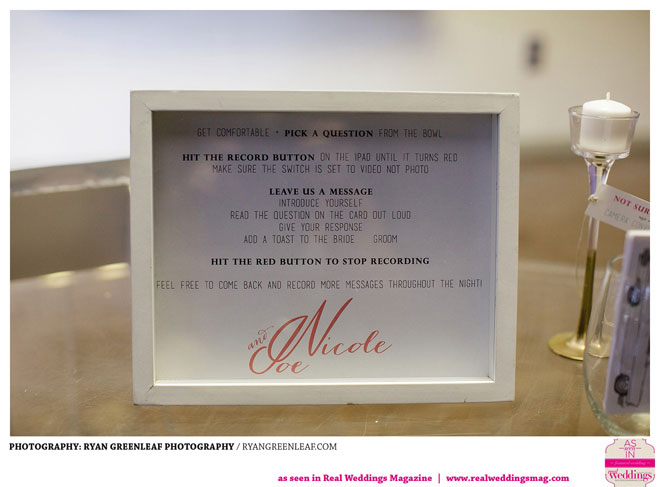 GET COMFORTABLE • PICK A QUESTION FROM THE BOWL
HIT THE RECORD BUTTON ON THE IPAD UNTIL IT TURNS RED
MAKE SURE THE SWITCH IS SET TO VIDEO NOT PHOTO
LEAVE US A MESSAGE
INTRODUCE YOURSELF
READ THE QUESTION ON THE CARD OUT LOUD
GIVE YOUR RESPONSE
ADD A TOAST TO THE BRIDE GROOM
HIT THE RED BUTTON TO STOP RECORDING
FEEL FREE TO COME BACK AND RECORD MORE MESSAGES THROUGHOUT THE NIGHT!
Nicole
and Joe
NOT SUR
CAMERA
PHOTOGRAPHY: RYAN GREENLEAF PHOTOGRAPHY / RYANGREENLEAF.COM
as seen in Real Weddings Magazine | www.realweddingsmag.com
AS
IN
Weddings